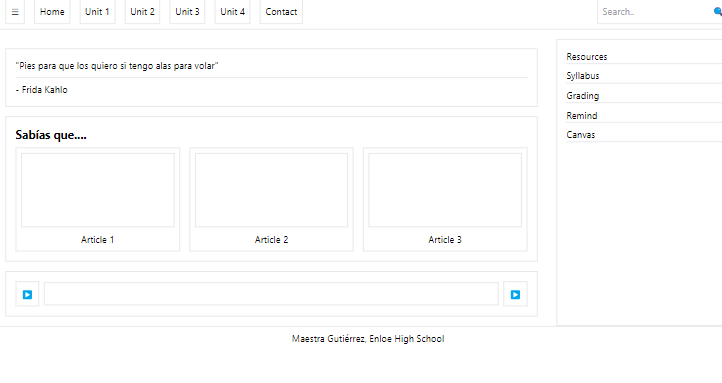 ☰ Home Unit 1 Unit 2 Unit 3 Unit 4 Contact Search..
"Pies para que los quiero si tengo alas para volar"
- Frida Kahlo
Sabías que....
Article 1 Article 2 Article 3
Resources
Syllabus
Grading
Remind
Canvas
Maestra Gutiérrez, Enloe High School